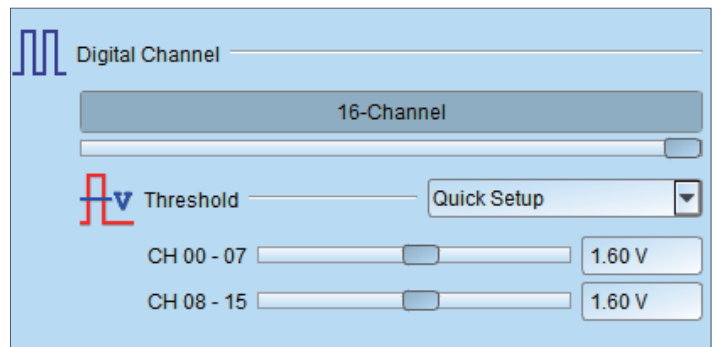 Digital Channel
16-Channel
V Threshold Quick Setup
CH 00 - 07 1.60 V
CH 08 - 15 1.60 V